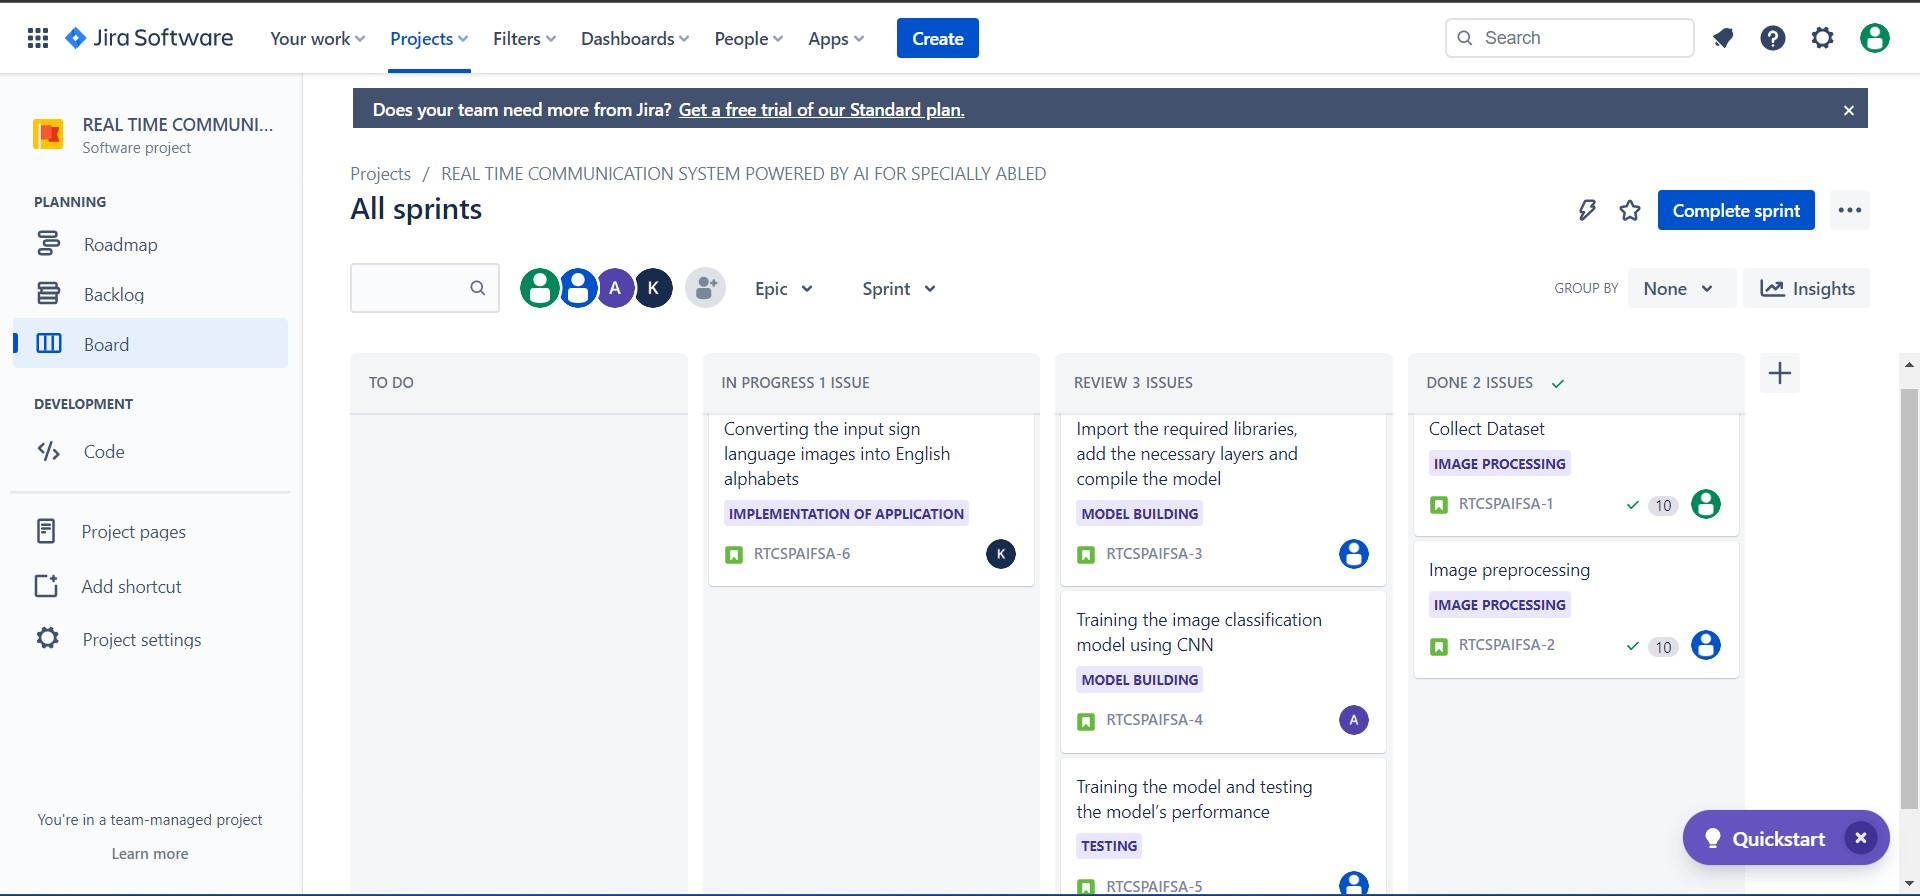 Jira Software
Your work
Projects
Filters
Dashboards
People
Apps
Create
Search
REAL TIME COMMUNI...
Software project
PLANNING
Roadmap
Backlog
Board
DEVELOPMENT
Code
Project pages
Add shortcut
Project settings
You're in a team-managed project
Learn more
Does your team need more from Jira? Get a free trial of our Standard plan.
Projects / REAL TIME COMMUNICATION SYSTEM POWERED BY AI FOR SPECIALLY ABLED
All sprints
Complete sprint
A
K
Epic
Sprint
GROUP BY
None
Insights
TO DO
IN PROGRESS 1 ISSUE
Converting the input sign
language images into English
alphabets
IMPLEMENTATION OF APPLICATION
RTCSPAIFSA-6
K
REVIEW 3 ISSUES
Import the required libraries,
add the necessary layers and
compile the model
MODEL BUILDING
RTCSPAIFSA-3
Training the image classification
model using CNN
MODEL BUILDING
RTCSPAIFSA-4
A
Training the model and testing
the model's performance
TESTING
RTCSPAIFSA-5
DONE 2 ISSUES
Collect Dataset
IMAGE PROCESSING
RTCSPAIFSA-1
10
Image preprocessing
IMAGE PROCESSING
RTCSPAIFSA-2
10
Quickstart